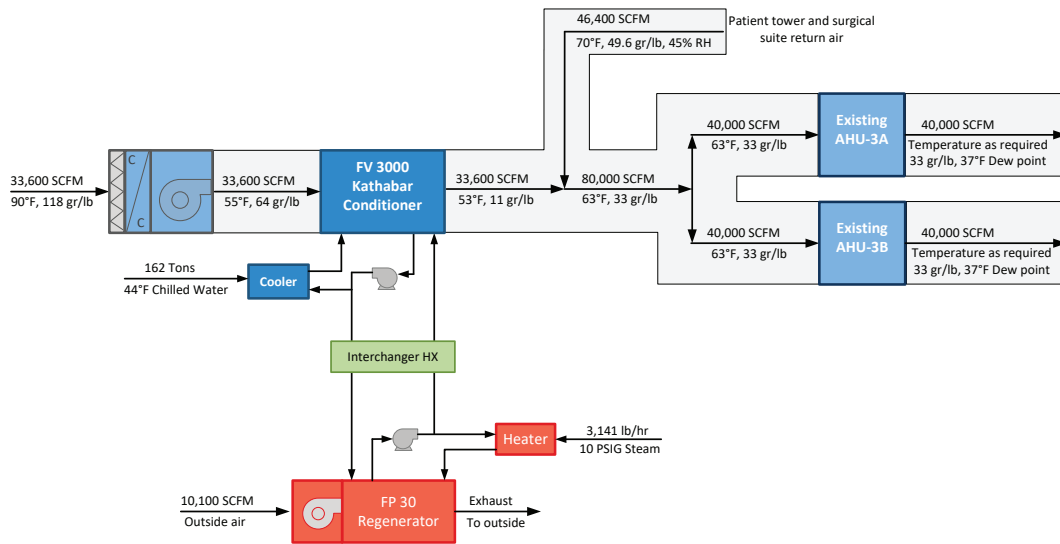 46,400 SCFM
70°F, 49.6 gr/lb, 45% RH
Patient tower and surgical
suite return air
33,600 SCFM
90°F, 118 gr/lb
C
C
33,600 SCFM
55°F, 64 gr/lb
FV 3000
Kathabar
Conditioner
33,600 SCFM
53°F, 11 gr/lb
80,000 SCFM
63°F, 33 gr/lb
40,000 SCFM
63°F, 33 gr/lb
Existing
AHU-3A
40,000 SCFM
Temperature as required
33 gr/lb, 37°F Dew point
40,000 SCFM
63°F, 33 gr/lb
Existing
AHU-3B
40,000 SCFM
Temperature as required
33 gr/lb, 37°F Dew point
162 Tons
44°F Chilled Water
Cooler
Interchanger HX
Heater
3,141 lb/hr
10 PSIG Steam
10,100 SCFM
Outside air
FP 30
Regenerator
Exhaust
To outside